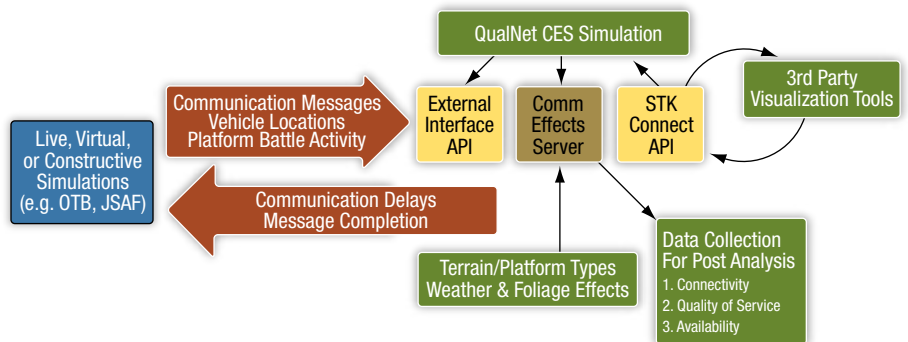 QualNet CES Simulation
3rd Party
Visualization Tools
Communication Messages
Vehicle Locations
Platform Battle Activity
External
Interface
API
Comm
Effects
Server
STK
Connect
API
Live, Virtual,
or Constructive
Simulations
(e.g. OTB, JSAF)
Communication Delays
Message Completion
Terrain/Platform Types
Weather & Foliage Effects
Data Collection
For Post Analysis
1. Connectivity
2. Quality of Service
3. Availability